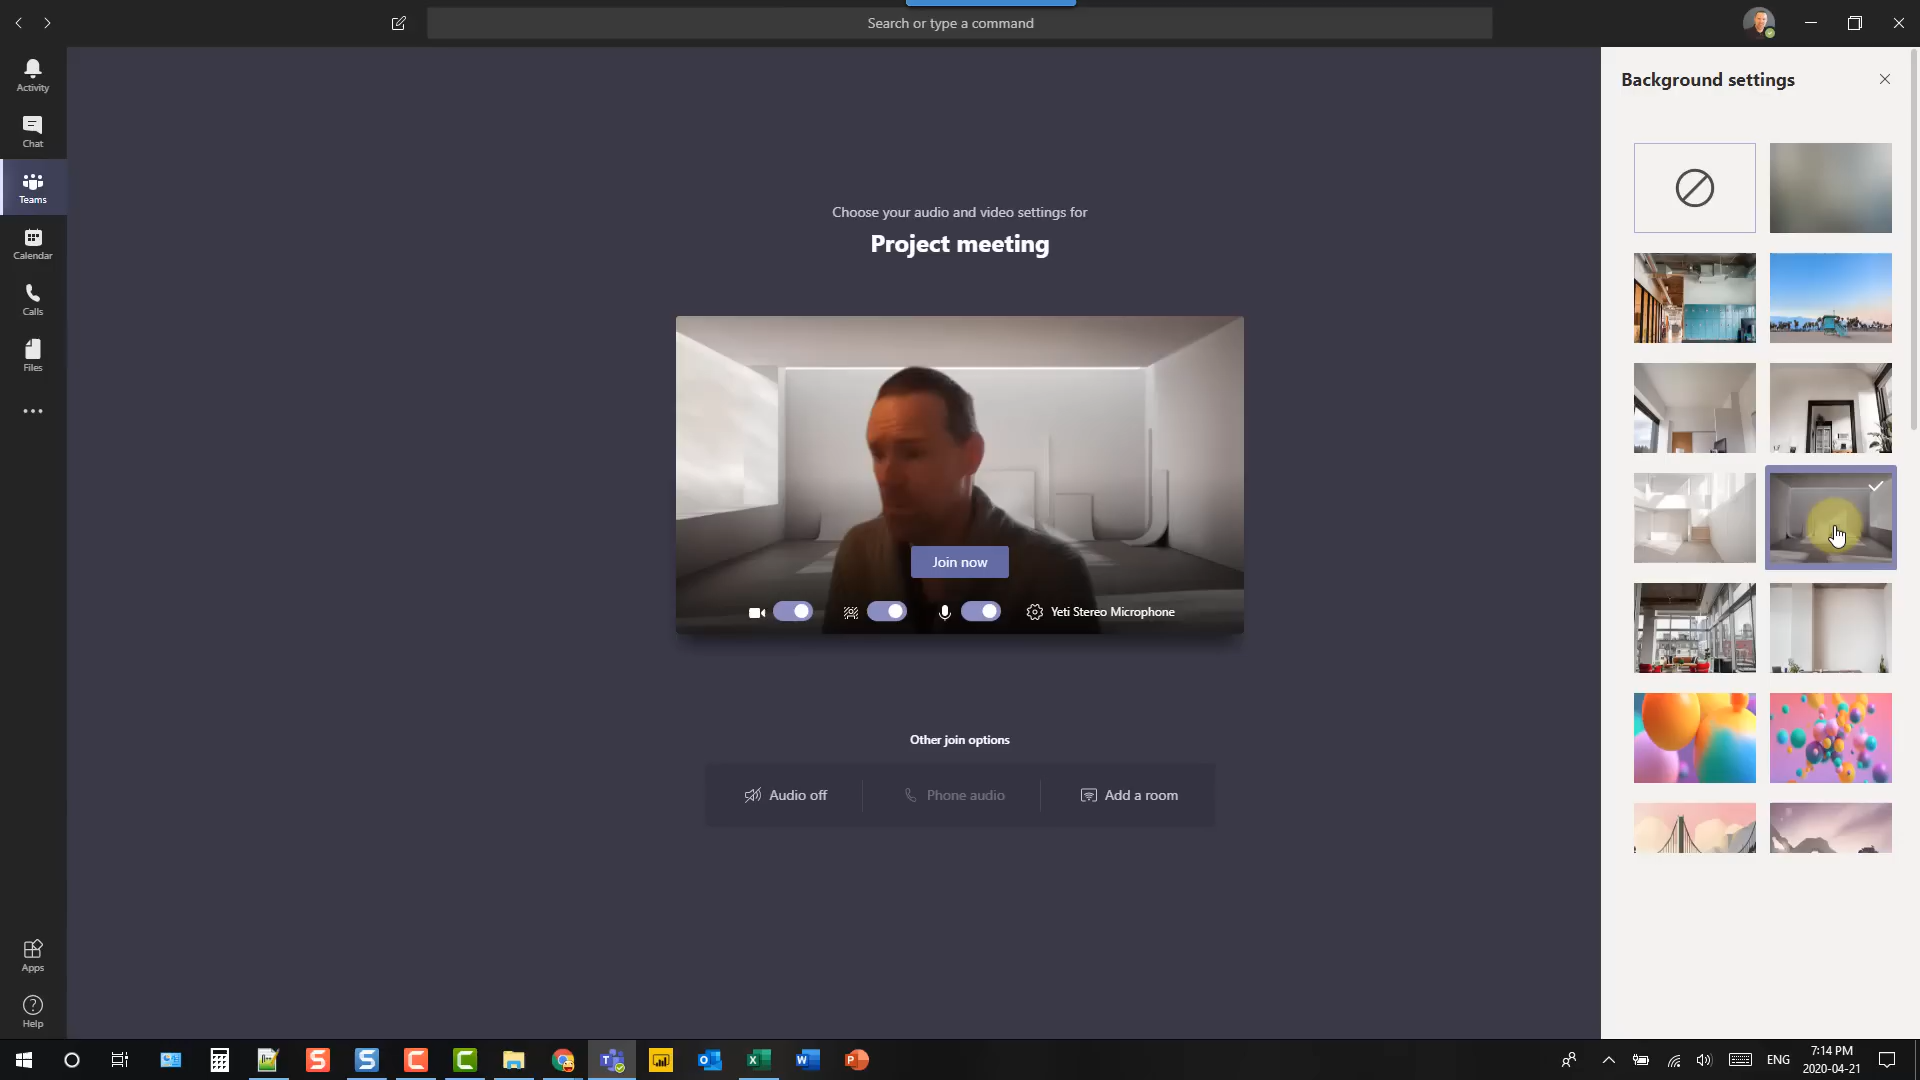 Search or type a command
Activity
Chat
Teams
Calendar
Calls
Files
Apps
Help
Choose your audio and video settings for
Project meeting
Join now
Yeti Stereo Microphone
Other join options
Audio off
Phone audio
Add a room
Background settings
ENG
7:14 PM
2020-04-21